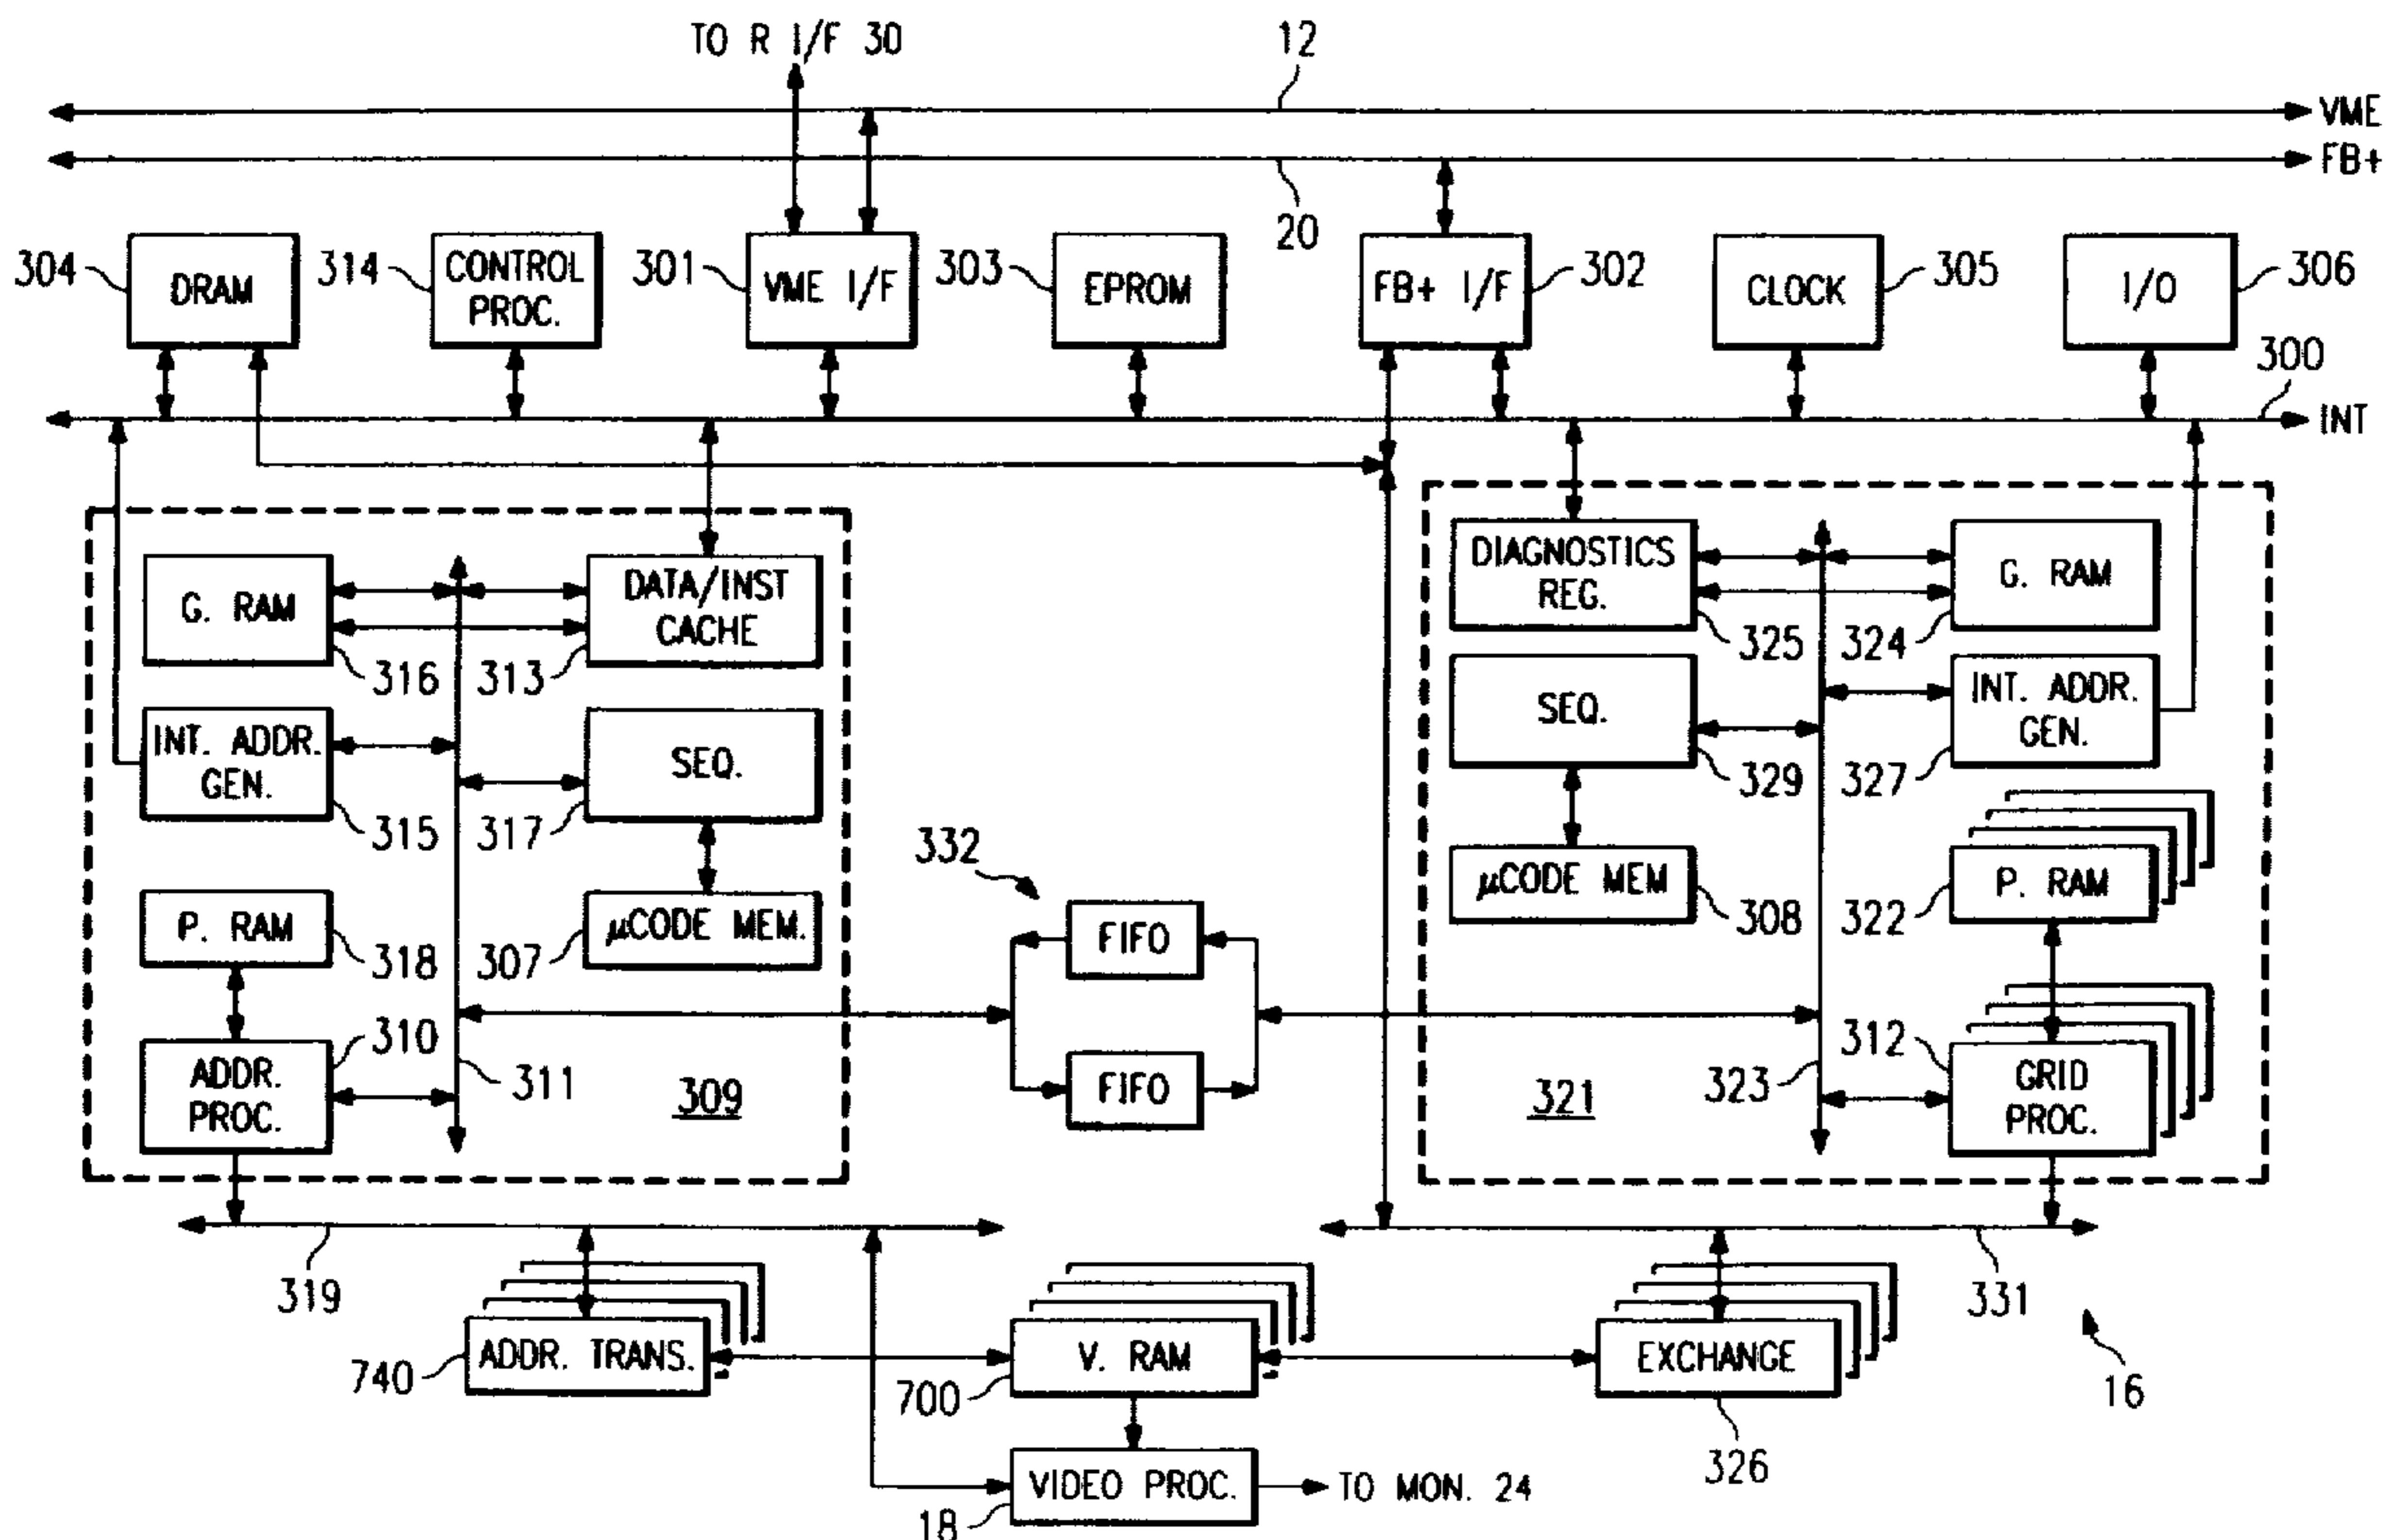 TO R I/F 30
12
VME
FB+
20
304
DRAM
314
CONTROL
PROC.
301
VME I/F
303
EPROM
FB+ I/F
302
CLOCK
305
I/O
306
300
INT
G. RAM
316
DATA/INST
CACHE
313
INT. ADDR.
GEN.
315
SEQ.
317
P. RAM
318
μCODE MEM.
307
ADDR.
PROC.
310
311
309
332
FIFO
FIFO
DIAGNOSTICS
REG.
325
G. RAM
324
SEQ.
329
INT. ADDR.
GEN.
327
μCODE MEM
308
P. RAM
322
312
GRID
PROC.
323
321
319
331
ADDR. TRANS.
740
V. RAM
700
EXCHANGE
326
16
VIDEO PROC.
18
TO MON. 24